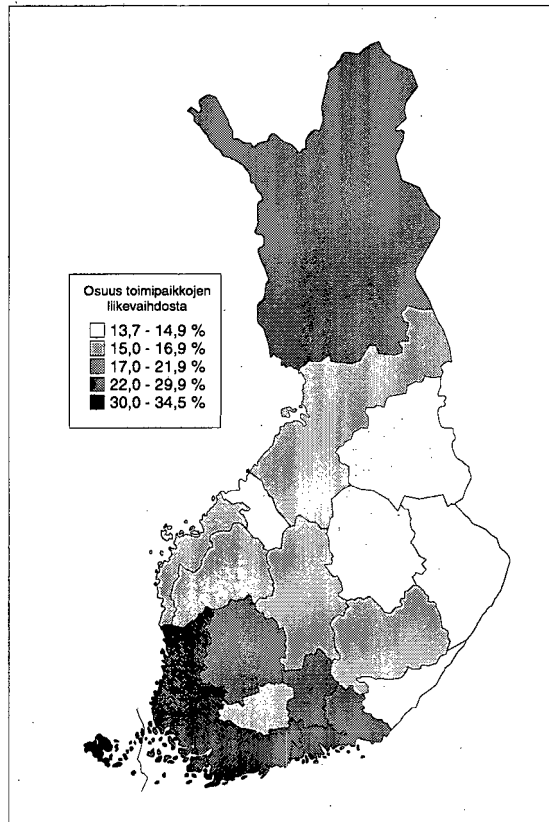 Osuus toimipaikkojen
liikevaihdosta
13,7 - 14,9 %
15,0 - 16,9 %
17,0 - 21,9 %
22,0 - 29,9 %
30,0 - 34,5 %